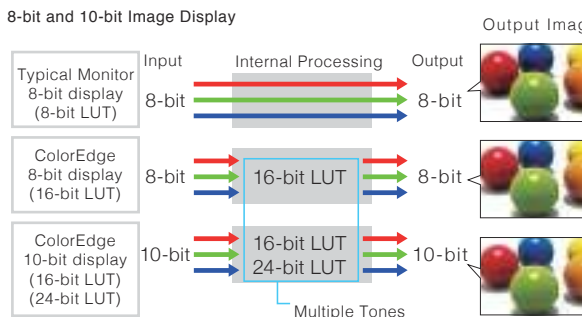 8-bit and 10-bit Image Display
Input
Internal Processing
Output
Output Imag
Typical Monitor
8-bit display
(8-bit LUT)
8-bit
8-bit
ColorEdge
8-bit display
(16-bit LUT)
8-bit
16-bit LUT
8-bit
ColorEdge
10-bit display
(16-bit LUT)
(24-bit LUT)
10-bit
16-bit LUT
24-bit LUT
10-bit
Multiple Tones